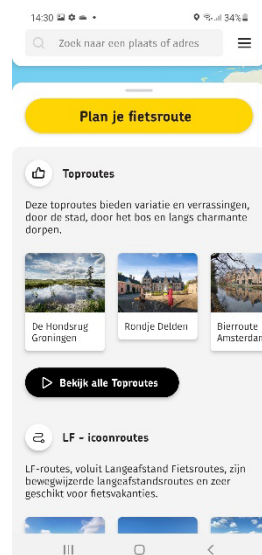 14:30
34%
Zoek naar een plaats of adres
Plan je fietsroute
Toproutes
Deze toproutes bieden variatie en verrassingen,
door de stad, door het bos en langs charmante
dorpen.
De Hondsrug
Groningen
Rondje Delden
Bierroute
Amsterdam
Bekijk alle Toproutes
LF - icoonroutes
LF-routes, voluit Langeafstand Fietsroutes, zijn
bewegwijzerde langeafstandsroutes en zeer
geschikt voor fietsvakanties.